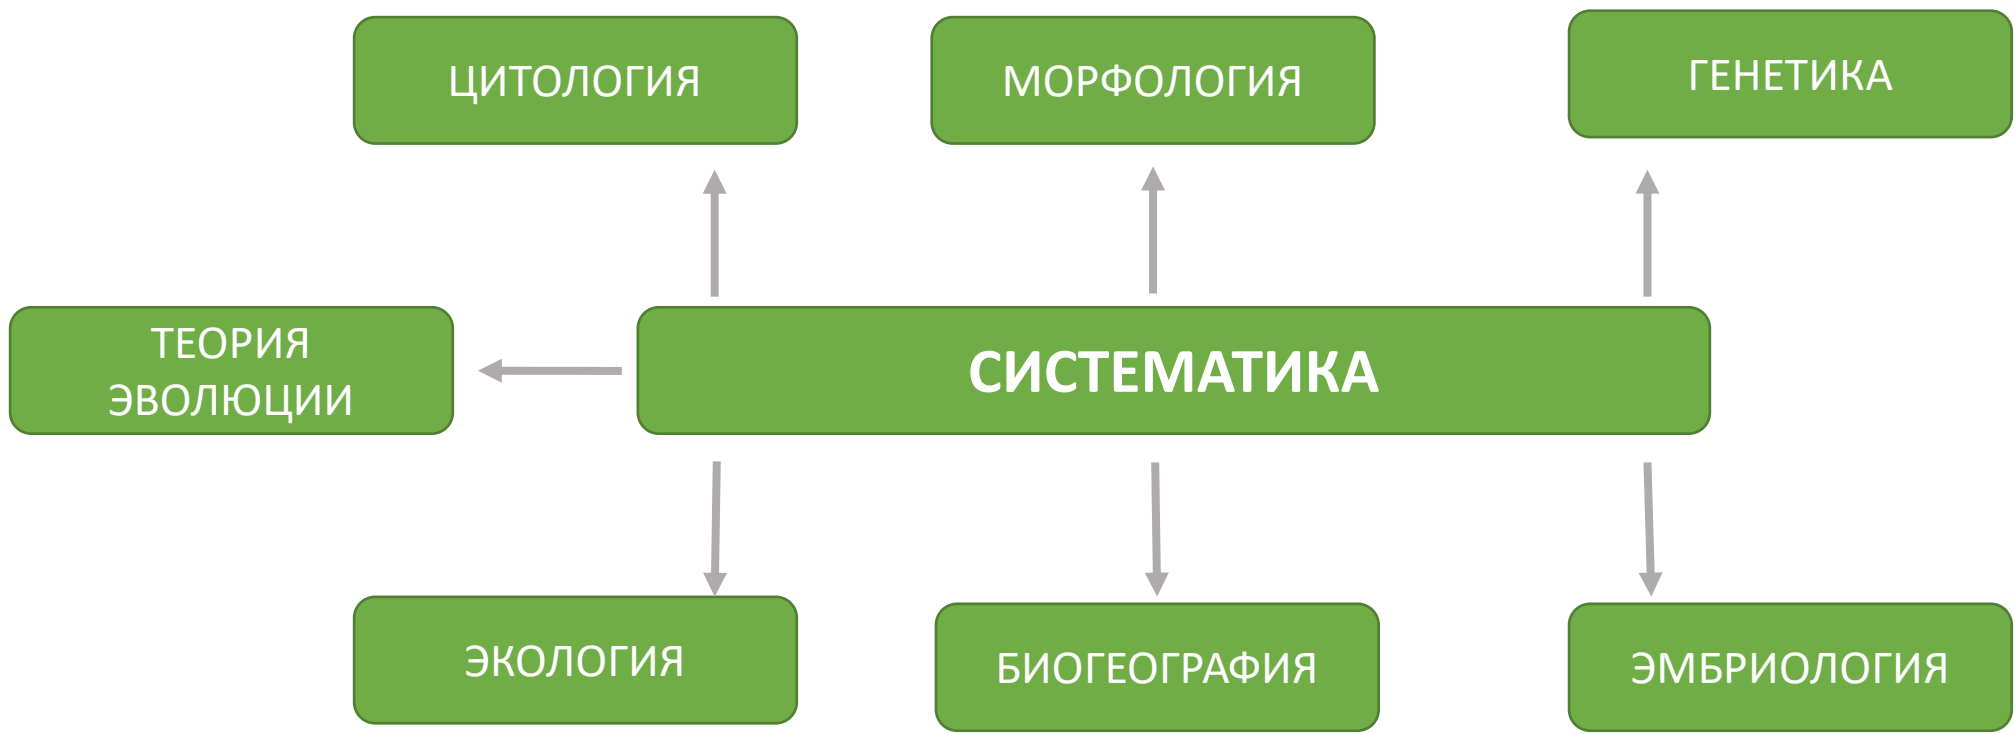 ЦИТОЛОГИЯ
МОРФОЛОГИЯ
ГЕНЕТИКА
ТЕОРИЯ
ЭВОЛЮЦИИ
СИСТЕМАТИКА
ЭКОЛОГИЯ
БИОГЕОГРАФИЯ
ЭМБРИОЛОГИЯ